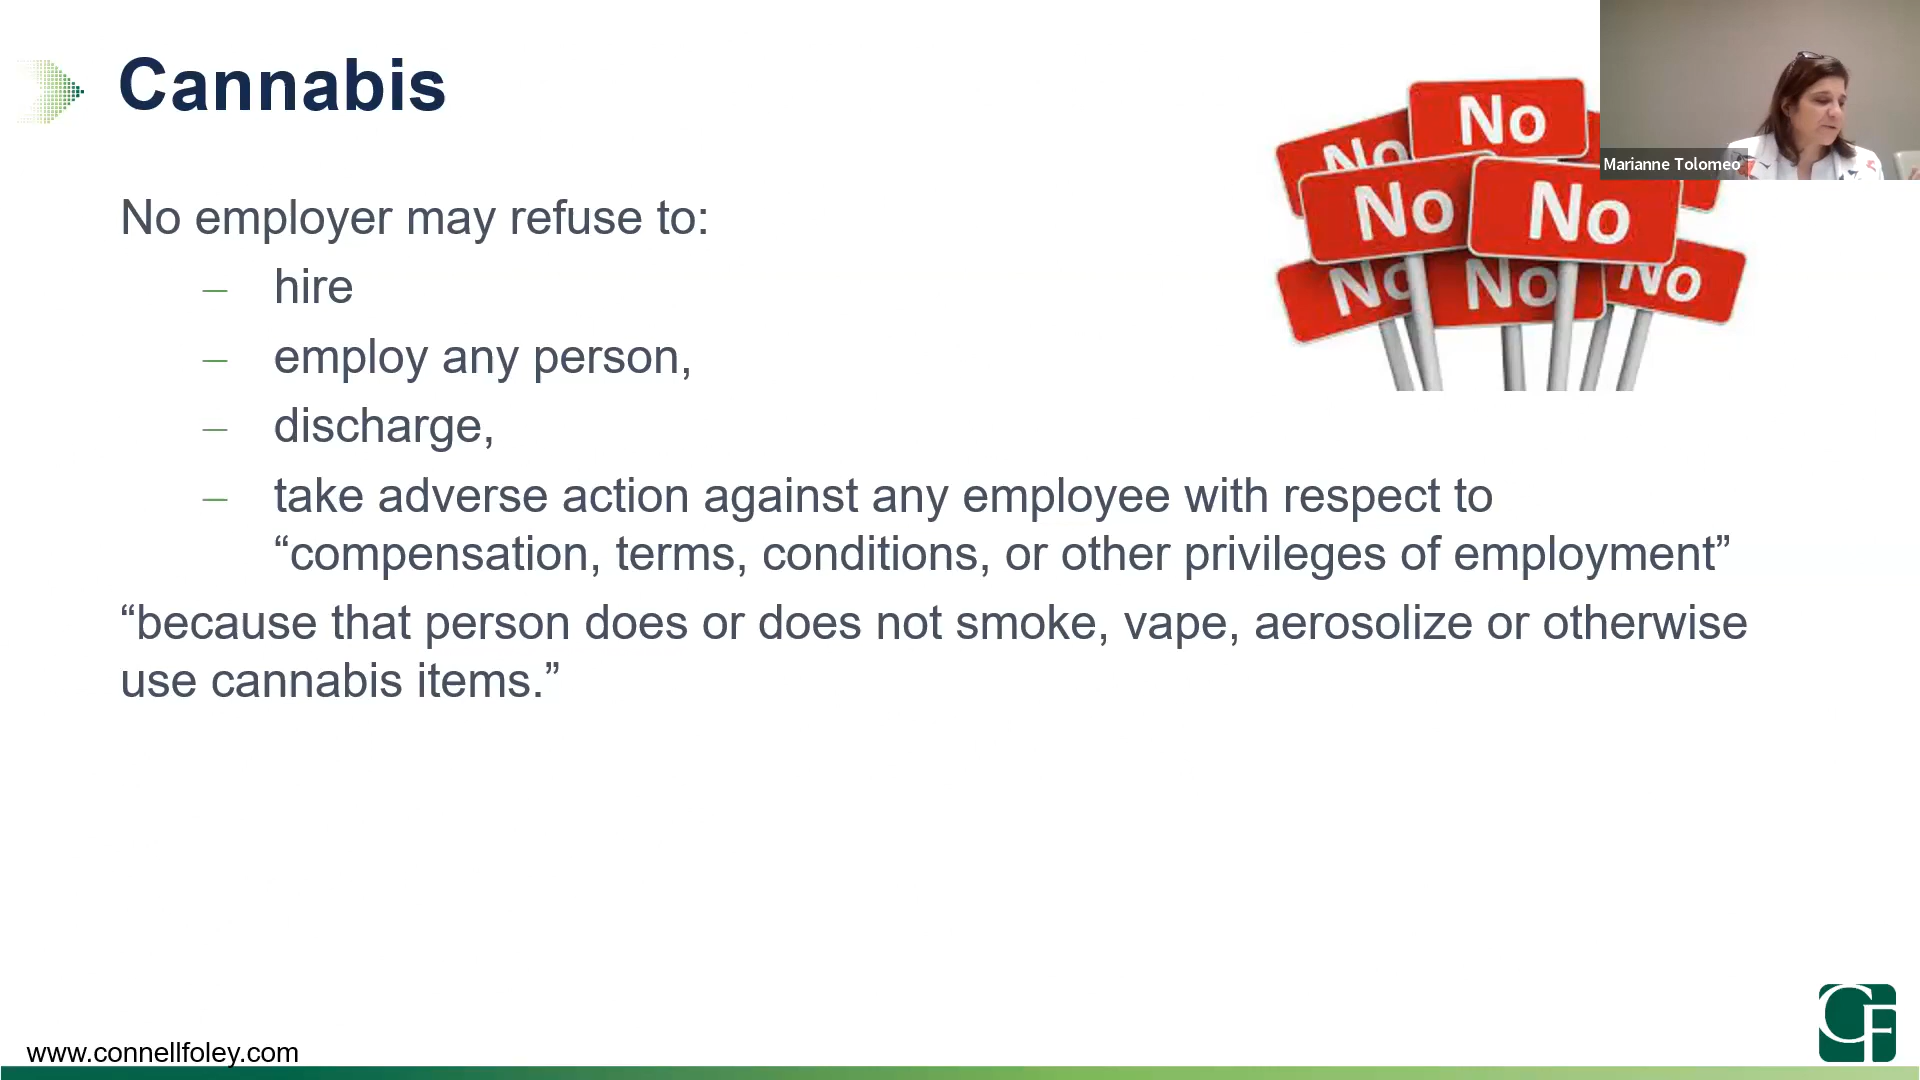 Cannabis
No
No
No
No
No
No
No
Marianne Tolomeo
No employer may refuse to:
– hire
– employ any person,
– discharge,
– take adverse action against any employee with respect to
“compensation, terms, conditions, or other privileges of employment”
“because that person does or does not smoke, vape, aerosolize or otherwise
use cannabis items.”
www.connellfoley.com
CF